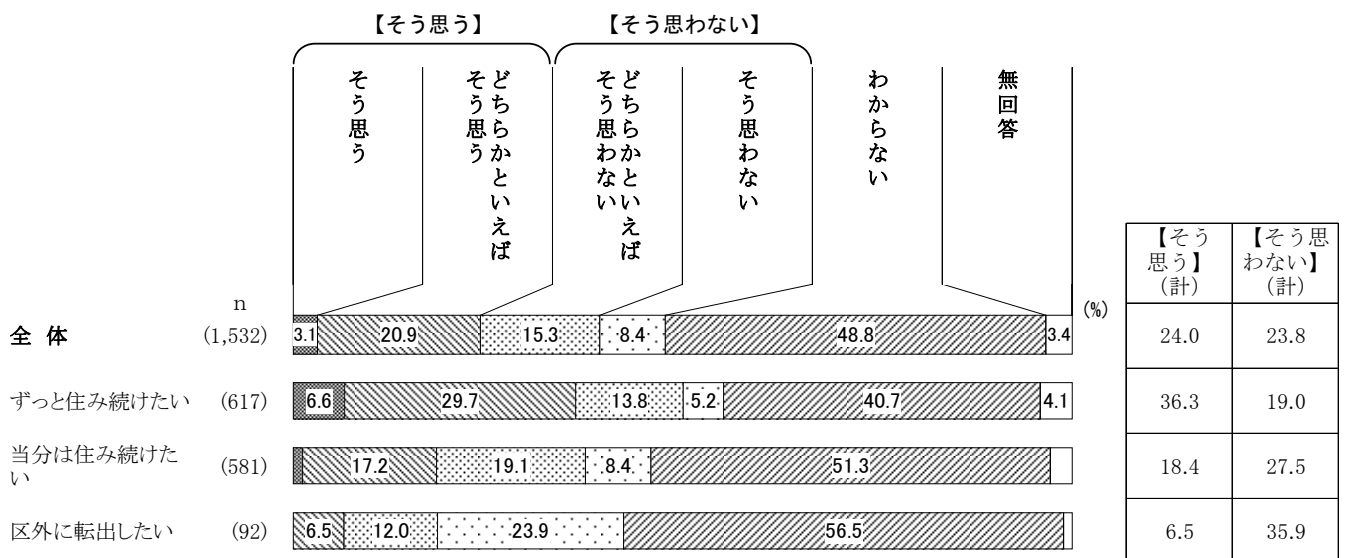 【そう思う】 【そう思わない】
そう思う
どちらかといえば
そう思う
どちらかといえば
そう思わない
そう思わない
わからない
無回答
n
(%)
【そう
思う】
（計）
【そう思
わない】
（計）
全 体 (1,532) 3.1 20.9 15.3 8.4 48.8 3.4 24.0 23.8
ずっと住み続けたい (617) 6.6 29.7 13.8 5.2 40.7 4.1 36.3 19.0
当分は住み続けた
い
(581) 17.2 19.1 8.4 51.3 18.4 27.5
区外に転出したい (92) 6.5 12.0 23.9 56.5 6.5 35.9